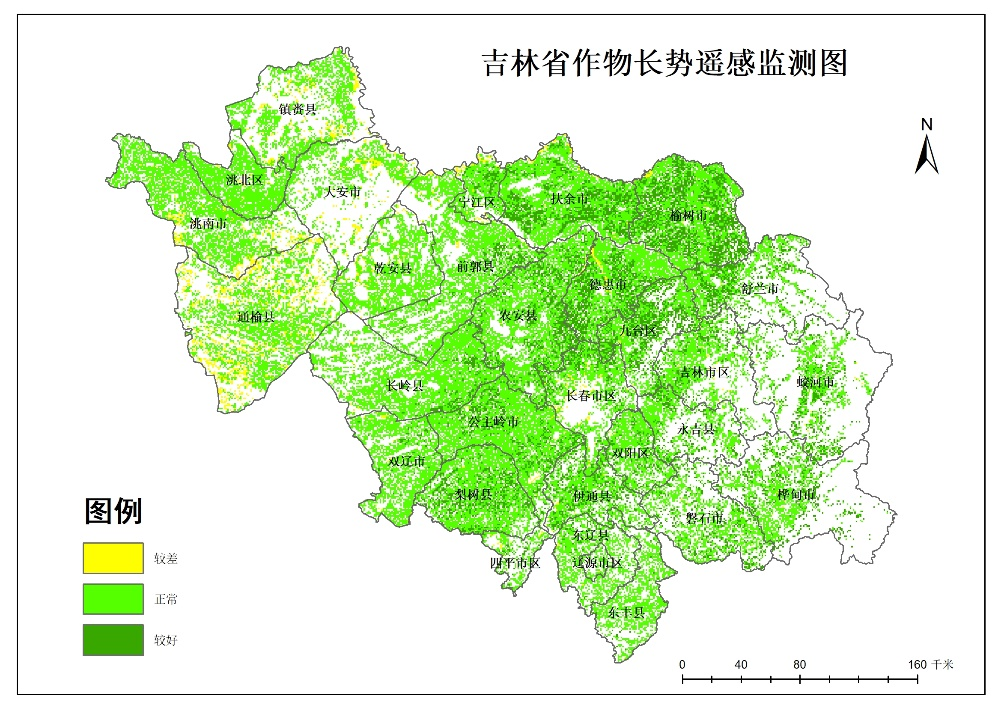 吉林省作物长势遥感监测图
N
镇赉县
洮北区
大安市
宁江区
扶余市
榆树市
洮南市
乾安县
前郭县
德惠市
舒兰市
通榆县
农安县
九台区
吉林市区
蛟河市
长岭县
长春市区
公主岭市
永吉县
双辽市
双阳区
梨树县
伊通县
桦甸市
磐石市
东辽县
四平市区
辽源市区
东丰县
图例
较差
正常
较好
0 40 80 160 千米